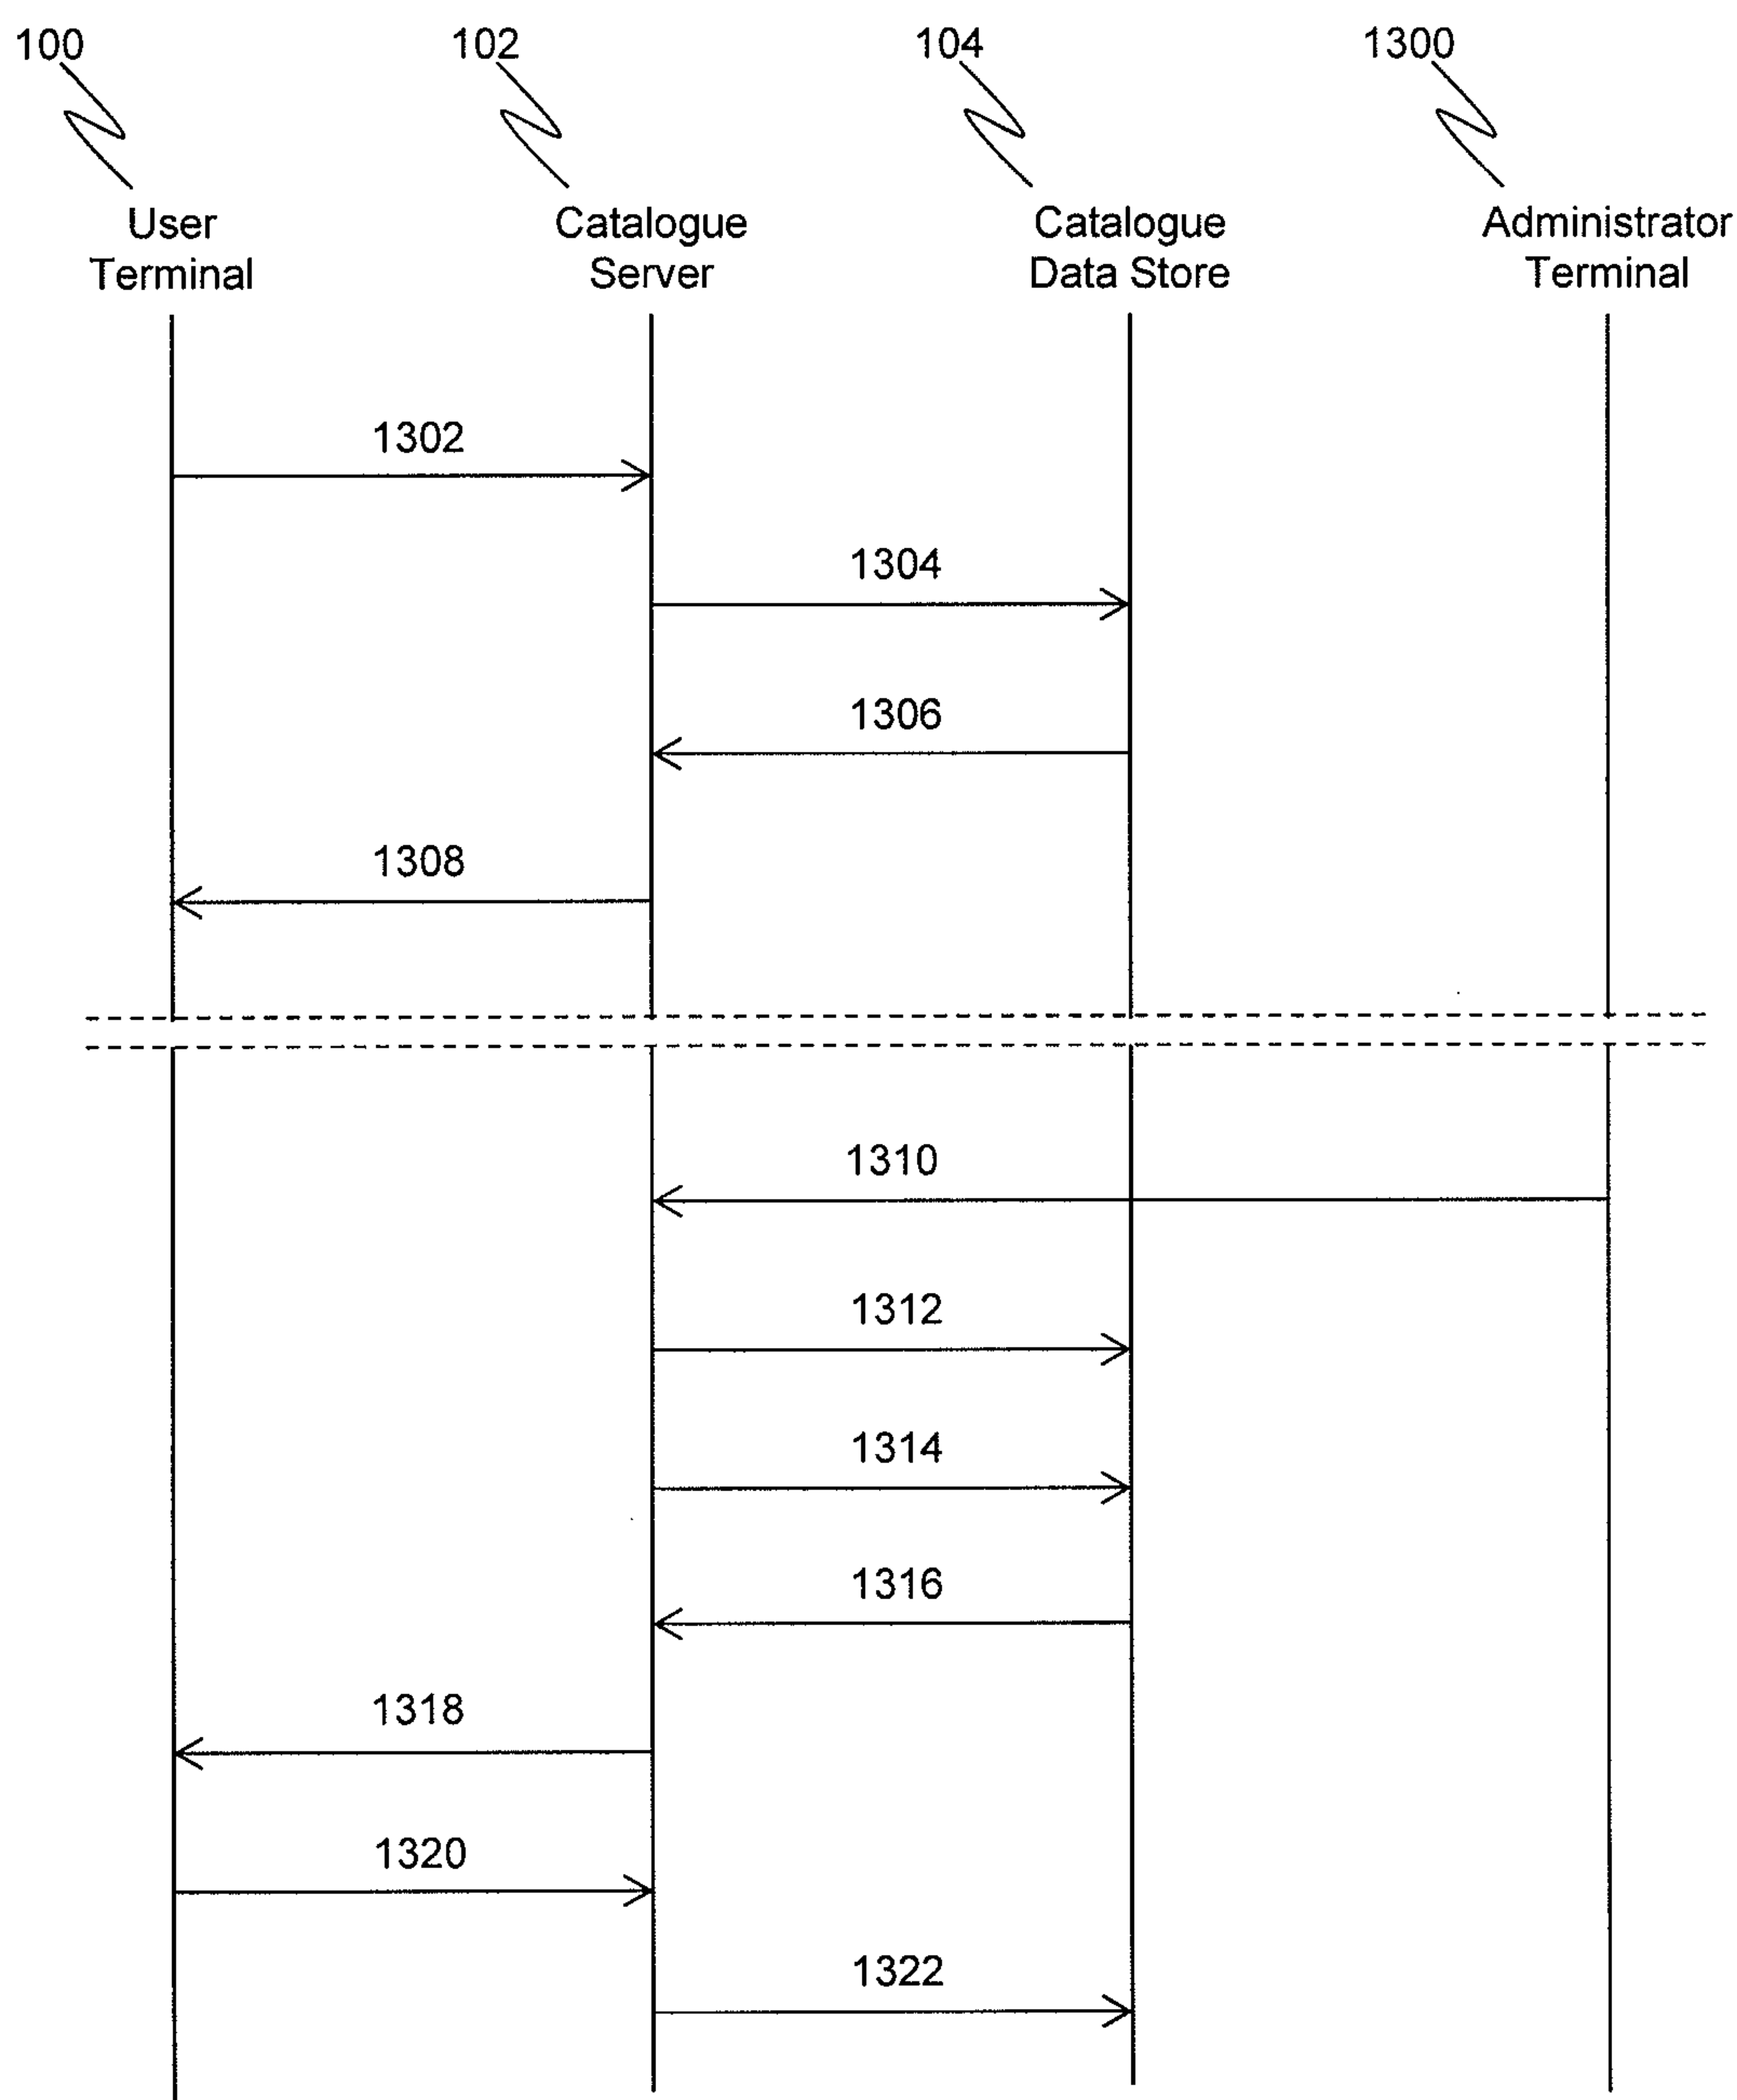 100
102
104
1300
User
Terminal
Catalogue
Server
Catalogue
Data Store
Administrator
Terminal
1302
1304
1306
1308
1310
1312
1314
1316
1318
1320
1322